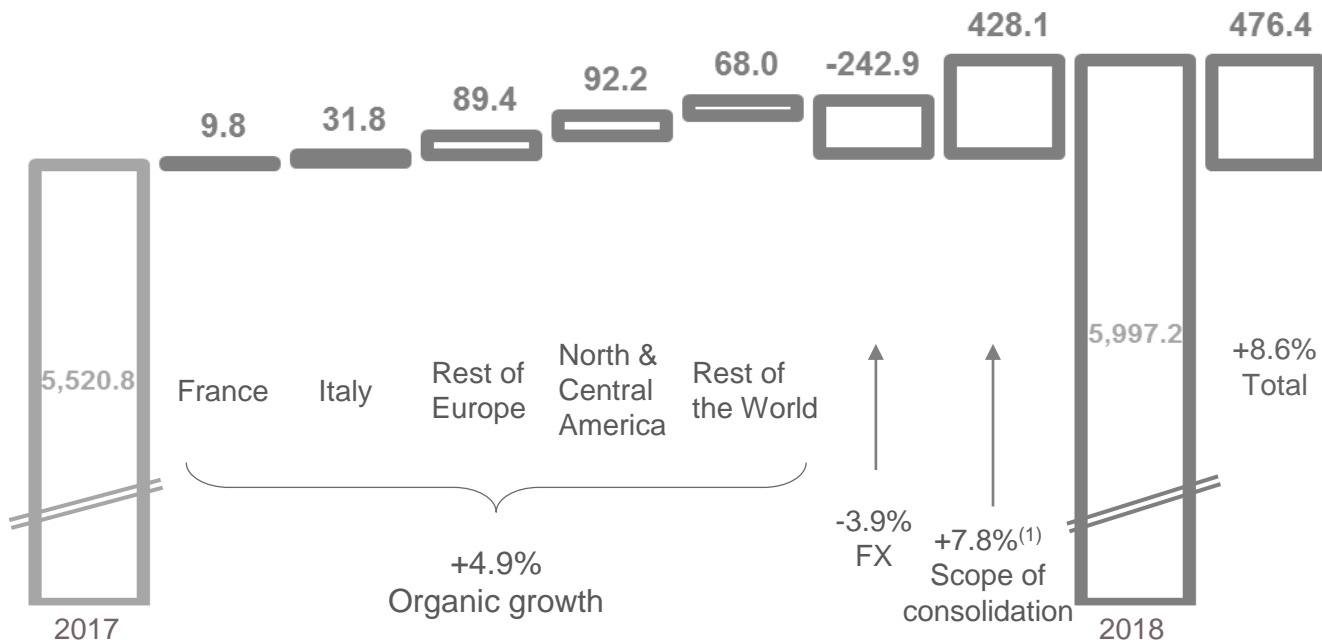 9.8
31.8
89.4
92.2
68.0
-242.9
428.1
476.4
5,520.8
5,997.2
France
Italy
Rest of
Europe
North &
Central
America
Rest of
the World
+8.6%
Total
+4.9%
Organic growth
-3.9%
FX
+7.8%(1)
Scope of
consolidation
2017
2018